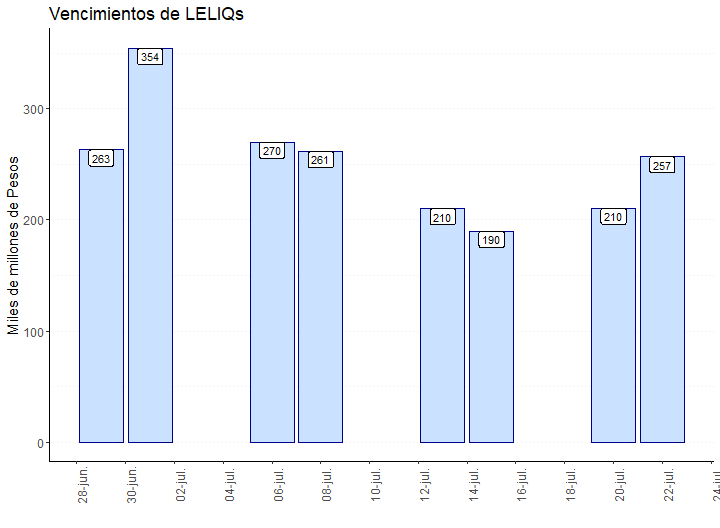 Vencimientos de LELIQs
Miles de millones de Pesos
300
200
100
0
263
354
270
261
210
190
210
257
28-jun.
30-jun.
02-jul.
04-jul.
06-jul.
08-jul.
10-jul.
12-jul.
14-jul.
16-jul.
18-jul.
20-jul.
22-jul.
24-jul